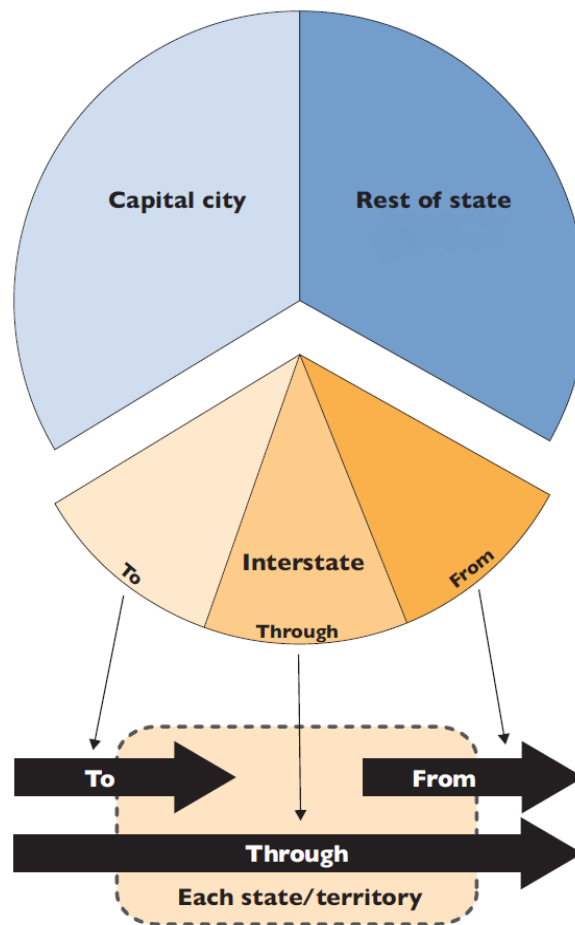 Capital city
Rest of state
To
Interstate
From
Through
To
From
Through
Each state/territory